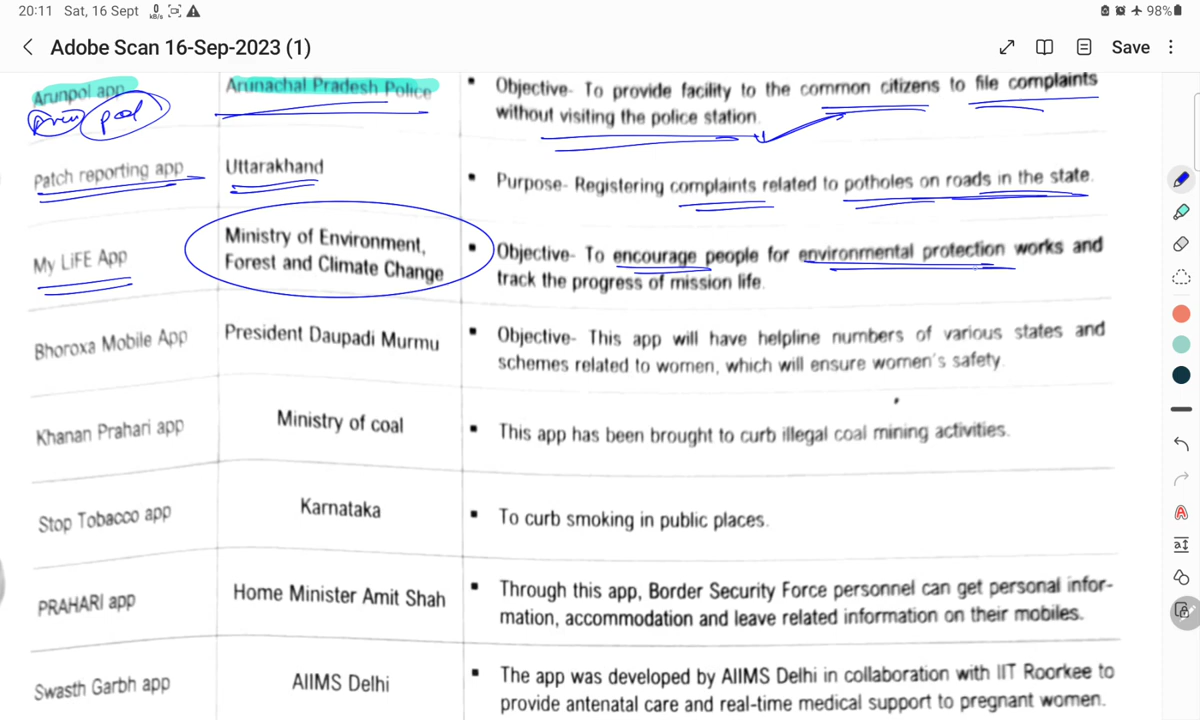 20:11 Sat, 16 Sept 98%
Adobe Scan 16-Sep-2023 (1)
Save
Arunpol app
Arun pol
Arunachal Pradesh Police
▪ Objective- To provide facility to the common citizens to file complaints
without visiting the police station.
Patch reporting app
Uttarakhand
▪ Purpose- Registering complaints related to potholes on roads in the state.
My LiFE App
Ministry of Environment,
Forest and Climate Change
▪ Objective- To encourage people for environmental protection works and
track the progress of mission life.
Bhoroxa Mobile App
President Daupadi Murmu
▪ Objective- This app will have helpline numbers of various states and
schemes related to women, which will ensure women's safety.
Khanan Prahari app
Ministry of coal
▪ This app has been brought to curb illegal coal mining activities.
Stop Tobacco app
Karnataka
▪ To curb smoking in public places.
PRAHARI app
Home Minister Amit Shah
▪ Through this app, Border Security Force personnel can get personal infor-
mation, accommodation and leave related information on their mobiles.
Swasth Garbh app
AIIMS Delhi
▪ The app was developed by AIIMS Delhi in collaboration with IIT Roorkee to
provide antenatal care and real-time medical support to pregnant women.